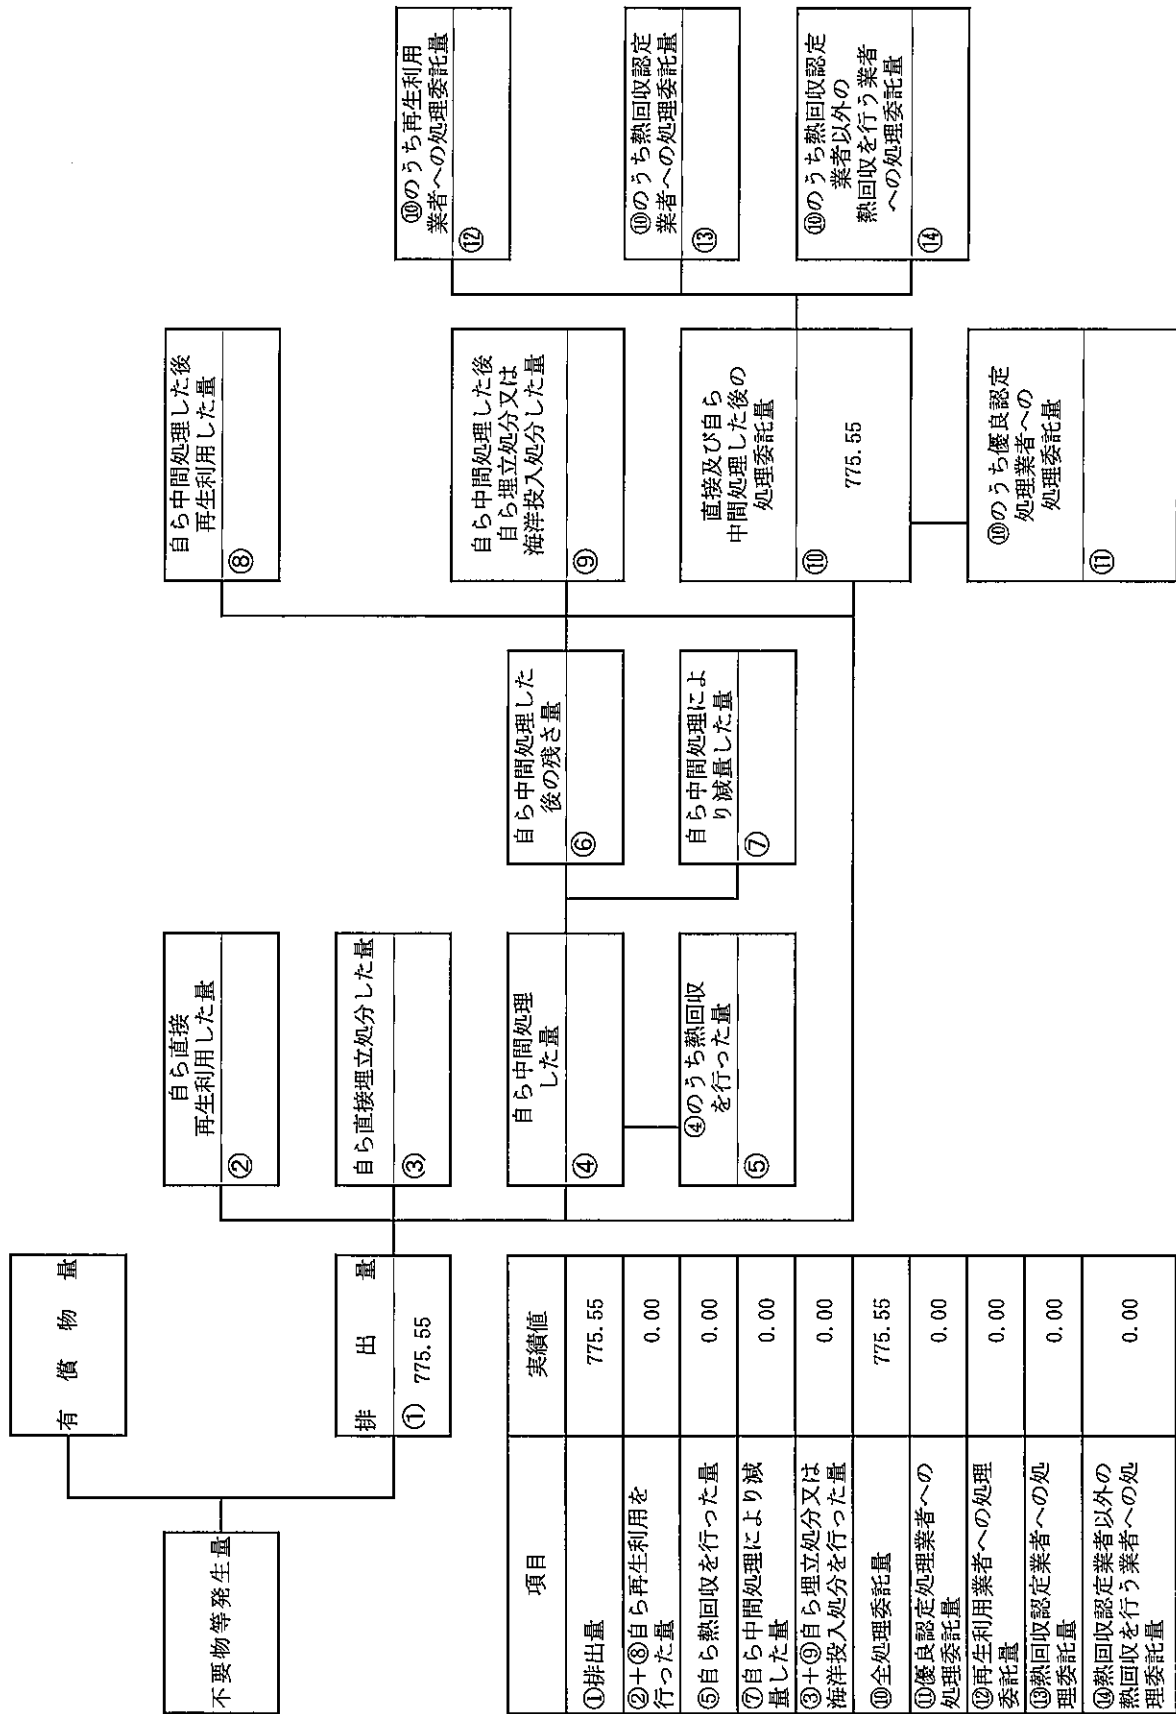 不要物等発生量
有償物量
排出量
① 775.55
自ら直接
再生利用した量
②
自ら直接埋立処分した量
③
自ら中間処理
した量
④
④のうち熱回収
を行った量
⑤
自ら中間処理した
後の残さ量
⑥
自ら中間処理によ
り減量した量
⑦
自ら中間処理した後
再生利用した量
⑧
自ら中間処理した後
自ら埋立処分又は
海洋投入処分した量
⑨
直接及び自ら
中間処理した後の
処理委託量
⑩
775.55
⑩のうち優良認定
処理業者への
処理委託量
⑪
⑩のうち再生利用
業者への処理委託量
⑫
⑩のうち熱回収認定
業者への処理委託量
⑬
⑩のうち熱回収認定
業者以外の
熱回収を行う業者
への処理委託量
⑭
項目 実績値
①排出量 775.55
②+⑧自ら再生利用を
行った量 0.00
⑤自ら熱回収を行った量 0.00
⑦自ら中間処理により減
量した量 0.00
③+⑨自ら埋立処分又は
海洋投入処分を行った量 0.00
⑩全処理委託量 775.55
⑪優良認定処理業者への
処理委託量 0.00
⑫再生利用業者への処理
委託量 0.00
⑬熱回収認定業者への処
理委託量 0.00
⑭熱回収認定業者以外の
熱回収を行う業者への処
理委託量 0.00